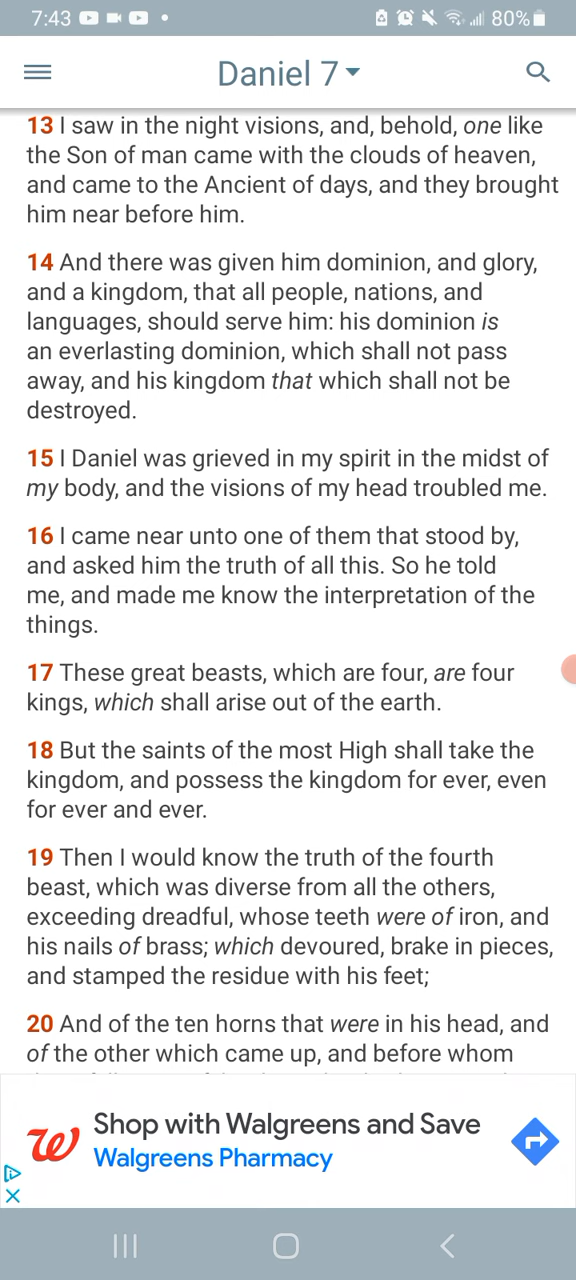 7:43
80%
Daniel 7
13 I saw in the night visions, and, behold, one like
the Son of man came with the clouds of heaven,
and came to the Ancient of days, and they brought
him near before him.
14 And there was given him dominion, and glory,
and a kingdom, that all people, nations, and
languages, should serve him: his dominion is
an everlasting dominion, which shall not pass
away, and his kingdom that which shall not be
destroyed.
15 I Daniel was grieved in my spirit in the midst of
my body, and the visions of my head troubled me.
16 I came near unto one of them that stood by,
and asked him the truth of all this. So he told
me, and made me know the interpretation of the
things.
17 These great beasts, which are four, are four
kings, which shall arise out of the earth.
18 But the saints of the most High shall take the
kingdom, and possess the kingdom for ever, even
for ever and ever.
19 Then I would know the truth of the fourth
beast, which was diverse from all the others,
exceeding dreadful, whose teeth were of iron, and
his nails of brass; which devoured, brake in pieces,
and stamped the residue with his feet;
20 And of the ten horns that were in his head, and
of the other which came up, and before whom
Shop with Walgreens and Save
Walgreens Pharmacy